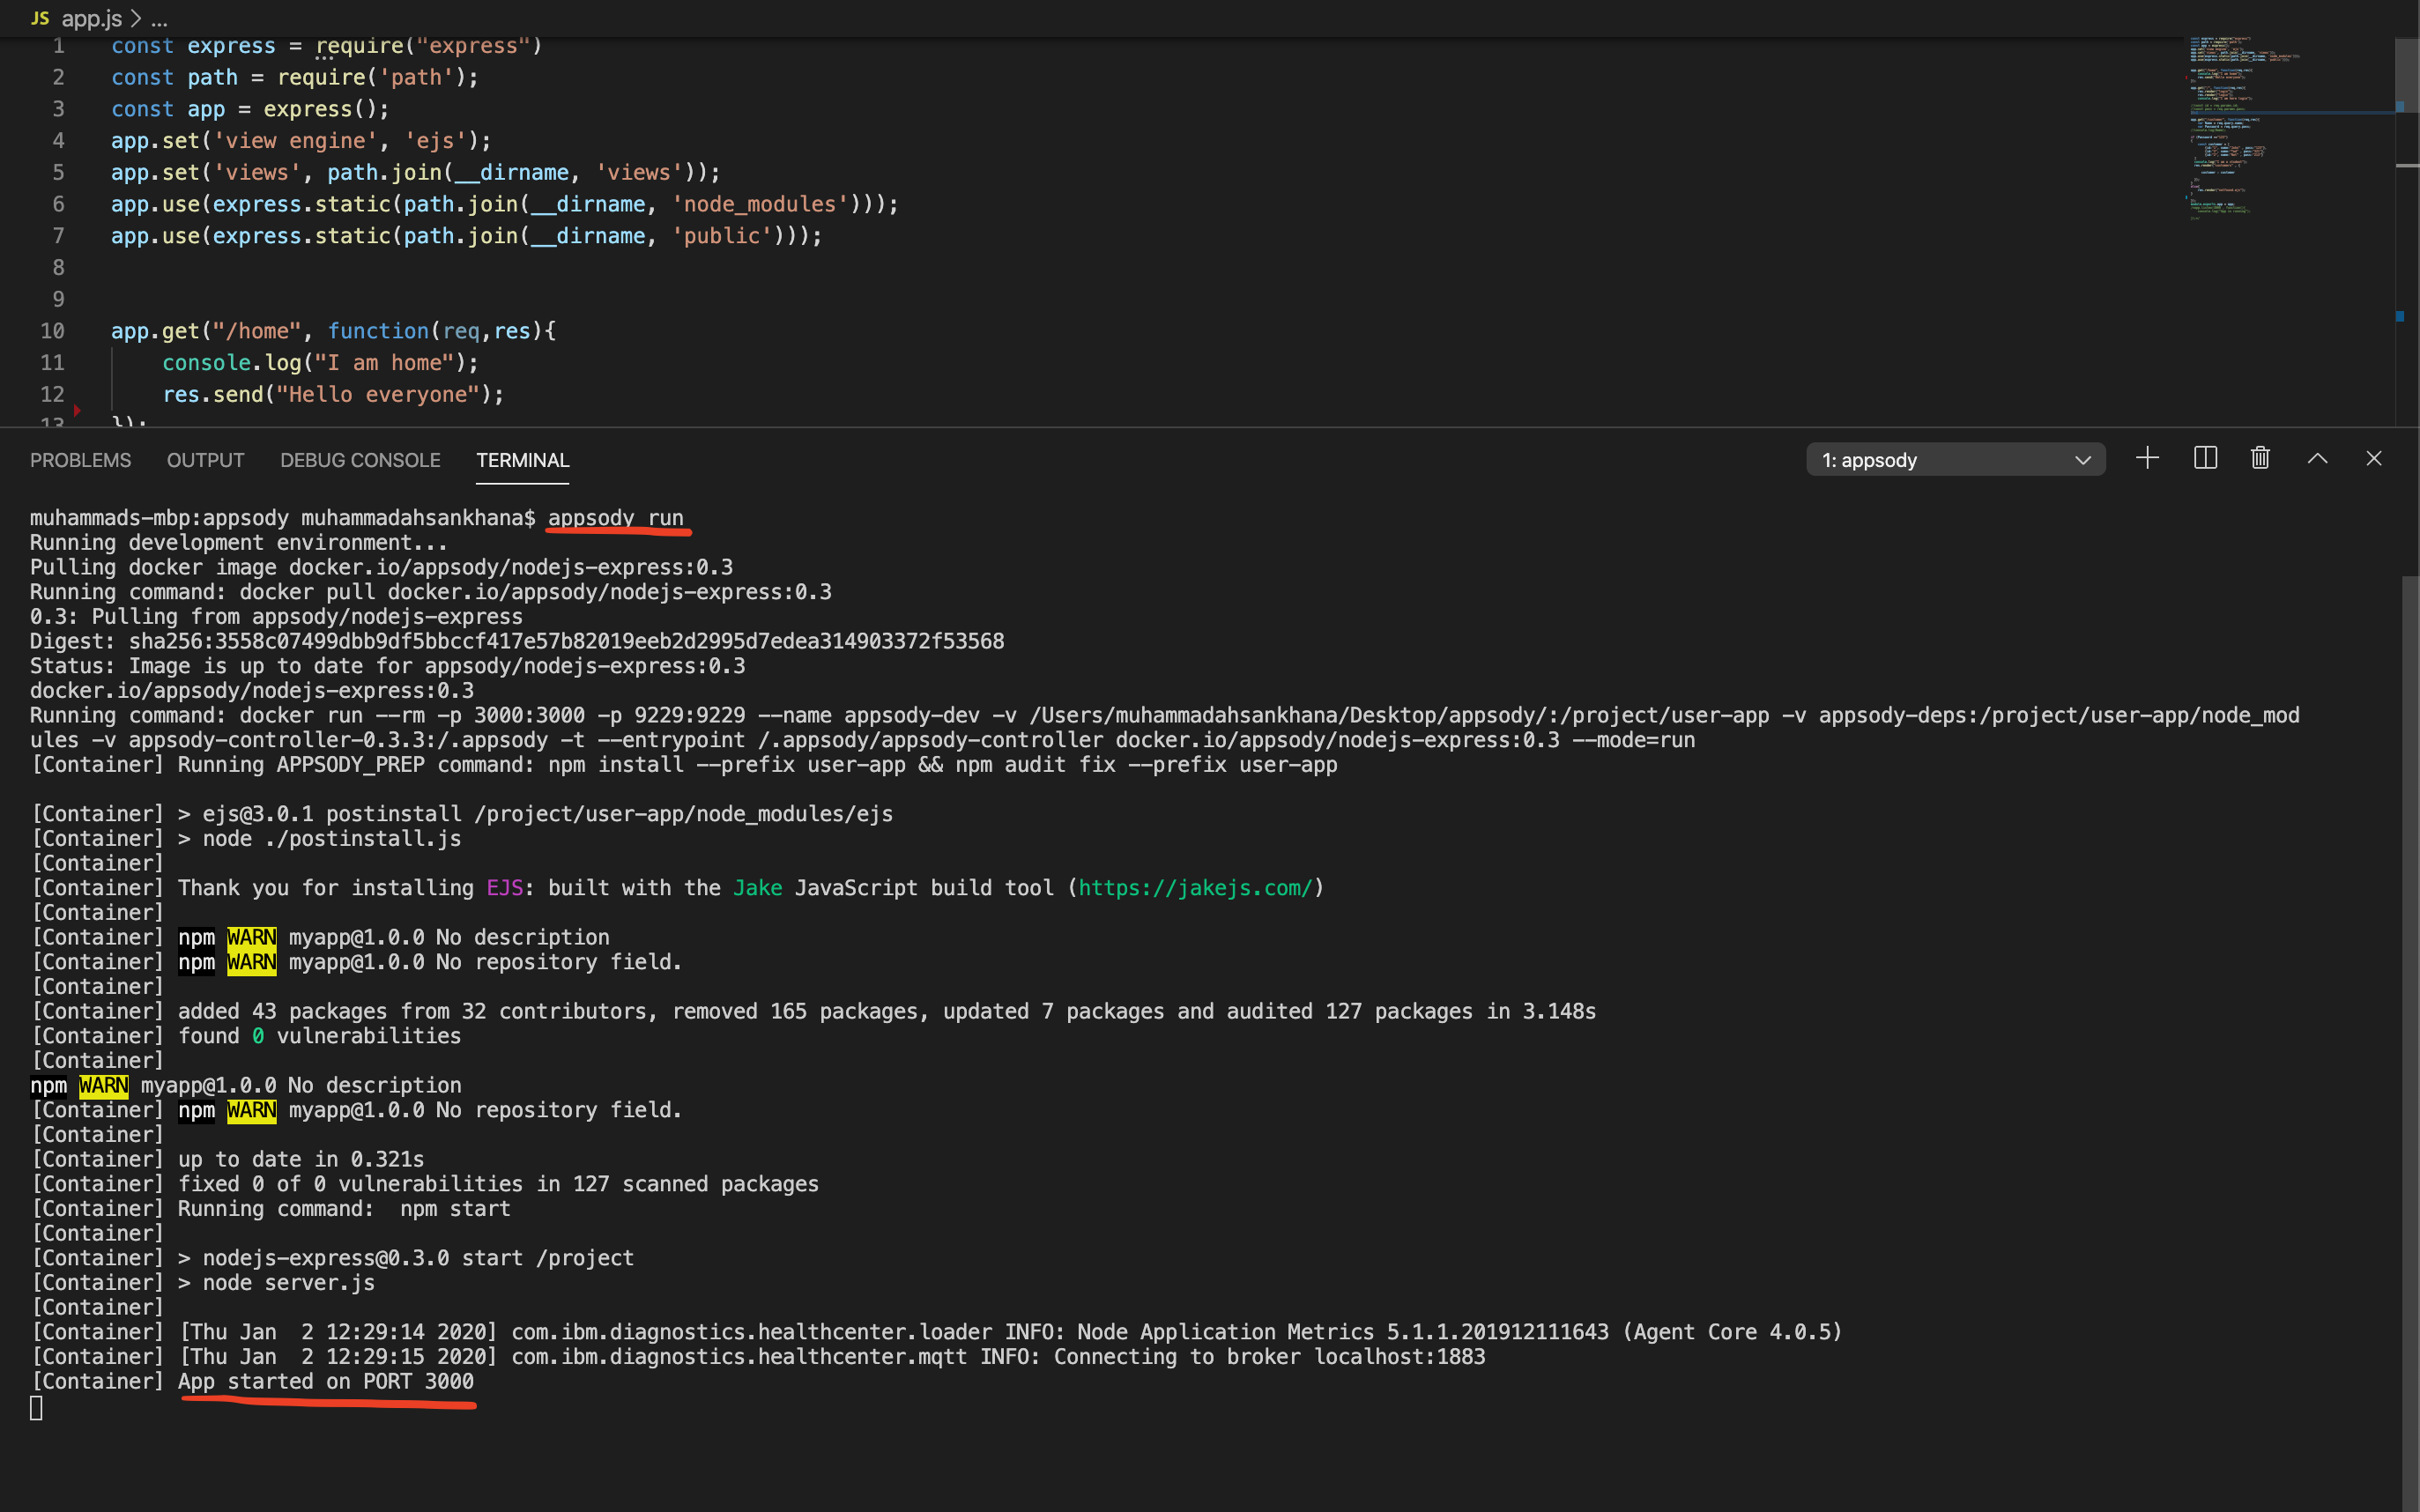 JS app.js > ...
1 const express = require("express")
2 const path = require('path');
3 const app = express();
4 app.set('view engine', 'ejs');
5 app.set('views', path.join(__dirname, 'views'));
6 app.use(express.static(path.join(__dirname, 'node_modules')));
7 app.use(express.static(path.join(__dirname, 'public')));
8
9
10 app.get("/home", function(req,res){
11 console.log("I am home");
12 res.send("Hello everyone");
13 });
PROBLEMS OUTPUT DEBUG CONSOLE TERMINAL 1: appsody
muhammads-mbp:appsody muhammadahsankhana$ appsody run
Running development environment...
Pulling docker image docker.io/appsody/nodejs-express:0.3
Running command: docker pull docker.io/appsody/nodejs-express:0.3
0.3: Pulling from appsody/nodejs-express
Digest: sha256:3558c07499dbb9df5bbccf417e57b82019eeb2d2995d7edea314903372f53568
Status: Image is up to date for appsody/nodejs-express:0.3
docker.io/appsody/nodejs-express:0.3
Running command: docker run --rm -p 3000:3000 -p 9229:9229 --name appsody-dev -v /Users/muhammadahsankhana/Desktop/appsody/:/project/user-app -v appsody-deps:/project/user-app/node_mod
ules -v appsody-controller-0.3.3:/.appsody -t --entrypoint /.appsody/appsody-controller docker.io/appsody/nodejs-express:0.3 --mode=run
[Container] Running APPSODY_PREP command: npm install --prefix user-app && npm audit fix --prefix user-app
[Container] > ejs@3.0.1 postinstall /project/user-app/node_modules/ejs
[Container] > node ./postinstall.js
[Container]
[Container] Thank you for installing EJS: built with the Jake JavaScript build tool (https://jakejs.com/)
[Container]
[Container] npm WARN myapp@1.0.0 No description
[Container] npm WARN myapp@1.0.0 No repository field.
[Container]
[Container] added 43 packages from 32 contributors, removed 165 packages, updated 7 packages and audited 127 packages in 3.148s
[Container] found 0 vulnerabilities
[Container]
npm WARN myapp@1.0.0 No description
[Container] npm WARN myapp@1.0.0 No repository field.
[Container]
[Container] up to date in 0.321s
[Container] fixed 0 of 0 vulnerabilities in 127 scanned packages
[Container] Running command:  npm start
[Container]
[Container] > nodejs-express@0.3.0 start /project
[Container] > node server.js
[Container]
[Container] [Thu Jan  2 12:29:14 2020] com.ibm.diagnostics.healthcenter.loader INFO: Node Application Metrics 5.1.1.201912111643 (Agent Core 4.0.5)
[Container] [Thu Jan  2 12:29:15 2020] com.ibm.diagnostics.healthcenter.mqtt INFO: Connecting to broker localhost:1883
[Container] App started on PORT 3000